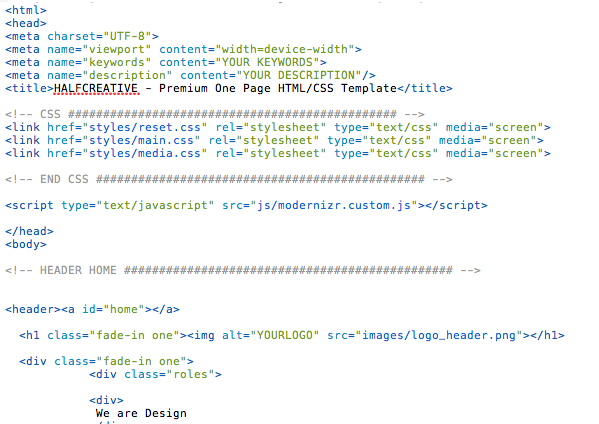 <html>
<head>
<meta charset="UTF-8">
<meta name="viewport" content="width=device-width">
<meta name="keywords" content="YOUR KEYWORDS">
<meta name="description" content="YOUR DESCRIPTION"/>
<title>HALFCREATIVE - Premium One Page HTML/CSS Template</title>
<!-- CSS ############################################### -->
<link href="styles/reset.css" rel="stylesheet" type="text/css" media="screen">
<link href="styles/main.css" rel="stylesheet" type="text/css" media="screen">
<link href="styles/media.css" rel="stylesheet" type="text/css" media="screen">
<!-- END CSS ############################################### -->
<script type="text/javascript" src="js/modernizr.custom.js"></script>
</head>
<body>
<!-- HEADER HOME ############################################### -->
<header><a id="home"></a>
<h1 class="fade-in one"><img alt="YOURLOGO" src="images/logo_header.png"></h1>
<div class="fade-in one">
<div class="roles">
<div>
We are Design